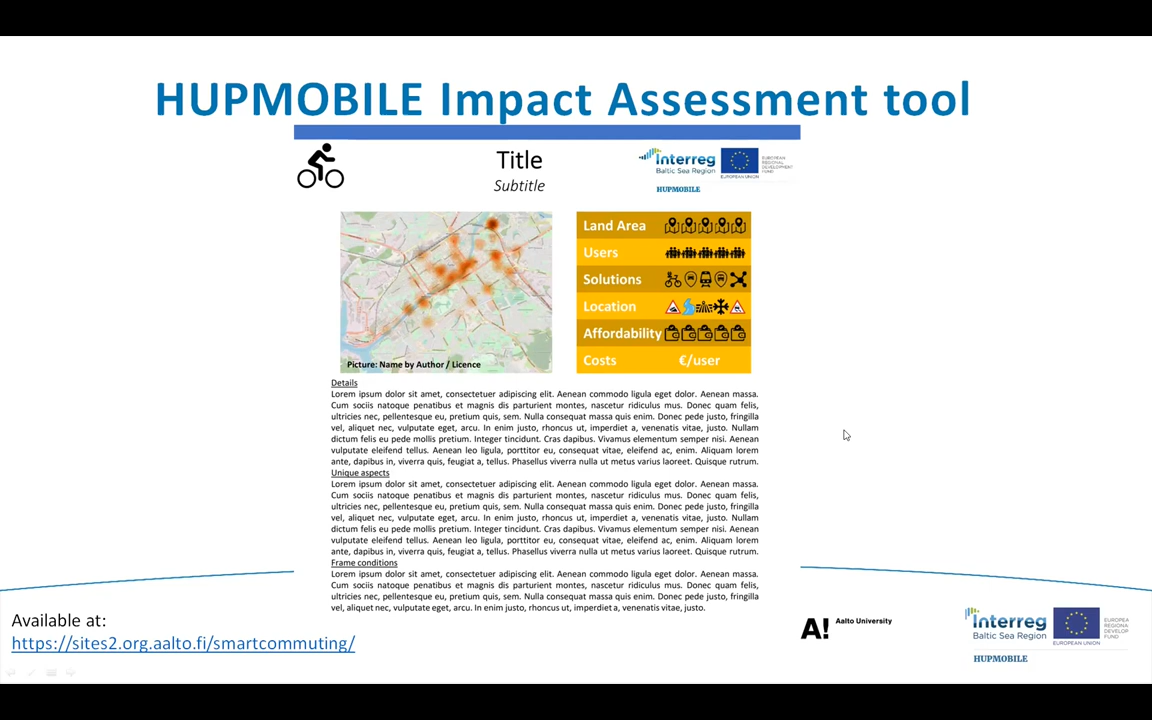 HUPMOBILE Impact Assessment tool
Title
Subtitle
Interreg
Baltic Sea Region
EUROPEAN UNION
EUROPEAN
REGIONAL
DEVELOPMENT
FUND
HUPMOBILE
Picture: Name by Author / Licence
Land Area
Users
Solutions
Location
Affordability
Costs €/user
Details
Lorem ipsum dolor sit amet, consectetuer adipiscing elit. Aenean commodo ligula eget dolor. Aenean massa.
Cum sociis natoque penatibus et magnis dis parturient montes, nascetur ridiculus mus. Donec quam felis,
ultricies nec, pellentesque eu, pretium quis, sem. Nulla consequat massa quis enim. Donec pede justo, fringilla
vel, aliquet nec, vulputate eget, arcu. In enim justo, rhoncus ut, imperdiet a, venenatis vitae, justo. Nullam
dictum felis eu pede mollis pretium. Integer tincidunt. Cras dapibus. Vivamus elementum semper nisi. Aenean
vulputate eleifend tellus. Aenean leo ligula, porttitor eu, consequat vitae, eleifend ac, enim. Aliquam lorem
ante, dapibus in, viverra quis, feugiat a, tellus. Phasellus viverra nulla ut metus varius laoreet. Quisque rutrum.
Unique aspects
Lorem ipsum dolor sit amet, consectetuer adipiscing elit. Aenean commodo ligula eget dolor. Aenean massa.
Cum sociis natoque penatibus et magnis dis parturient montes, nascetur ridiculus mus. Donec quam felis,
ultricies nec, pellentesque eu, pretium quis, sem. Nulla consequat massa quis enim. Donec pede justo, fringilla
vel, aliquet nec, vulputate eget, arcu. In enim justo, rhoncus ut, imperdiet a, venenatis vitae, justo. Nullam
dictum felis eu pede mollis pretium. Integer tincidunt. Cras dapibus. Vivamus elementum semper nisi. Aenean
vulputate eleifend tellus. Aenean leo ligula, porttitor eu, consequat vitae, eleifend ac, enim. Aliquam lorem
ante, dapibus in, viverra quis, feugiat a, tellus. Phasellus viverra nulla ut metus varius laoreet. Quisque rutrum.
Frame conditions
Lorem ipsum dolor sit amet, consectetuer adipiscing elit. Aenean commodo ligula eget dolor. Aenean massa.
Cum sociis natoque penatibus et magnis dis parturient montes, nascetur ridiculus mus. Donec quam felis,
ultricies nec, pellentesque eu, pretium quis, sem. Nulla consequat massa quis enim. Donec pede justo, fringilla
vel, aliquet nec, vulputate eget, arcu. In enim justo, rhoncus ut, imperdiet a, venenatis vitae, justo.
Available at:
https://sites2.org.aalto.fi/smartcommuting/
A! Aalto University
Interreg
Baltic Sea Region
EUROPEAN UNION
EUROPEA
REGIONA
DEVELOP
FUND
HUPMOBILE